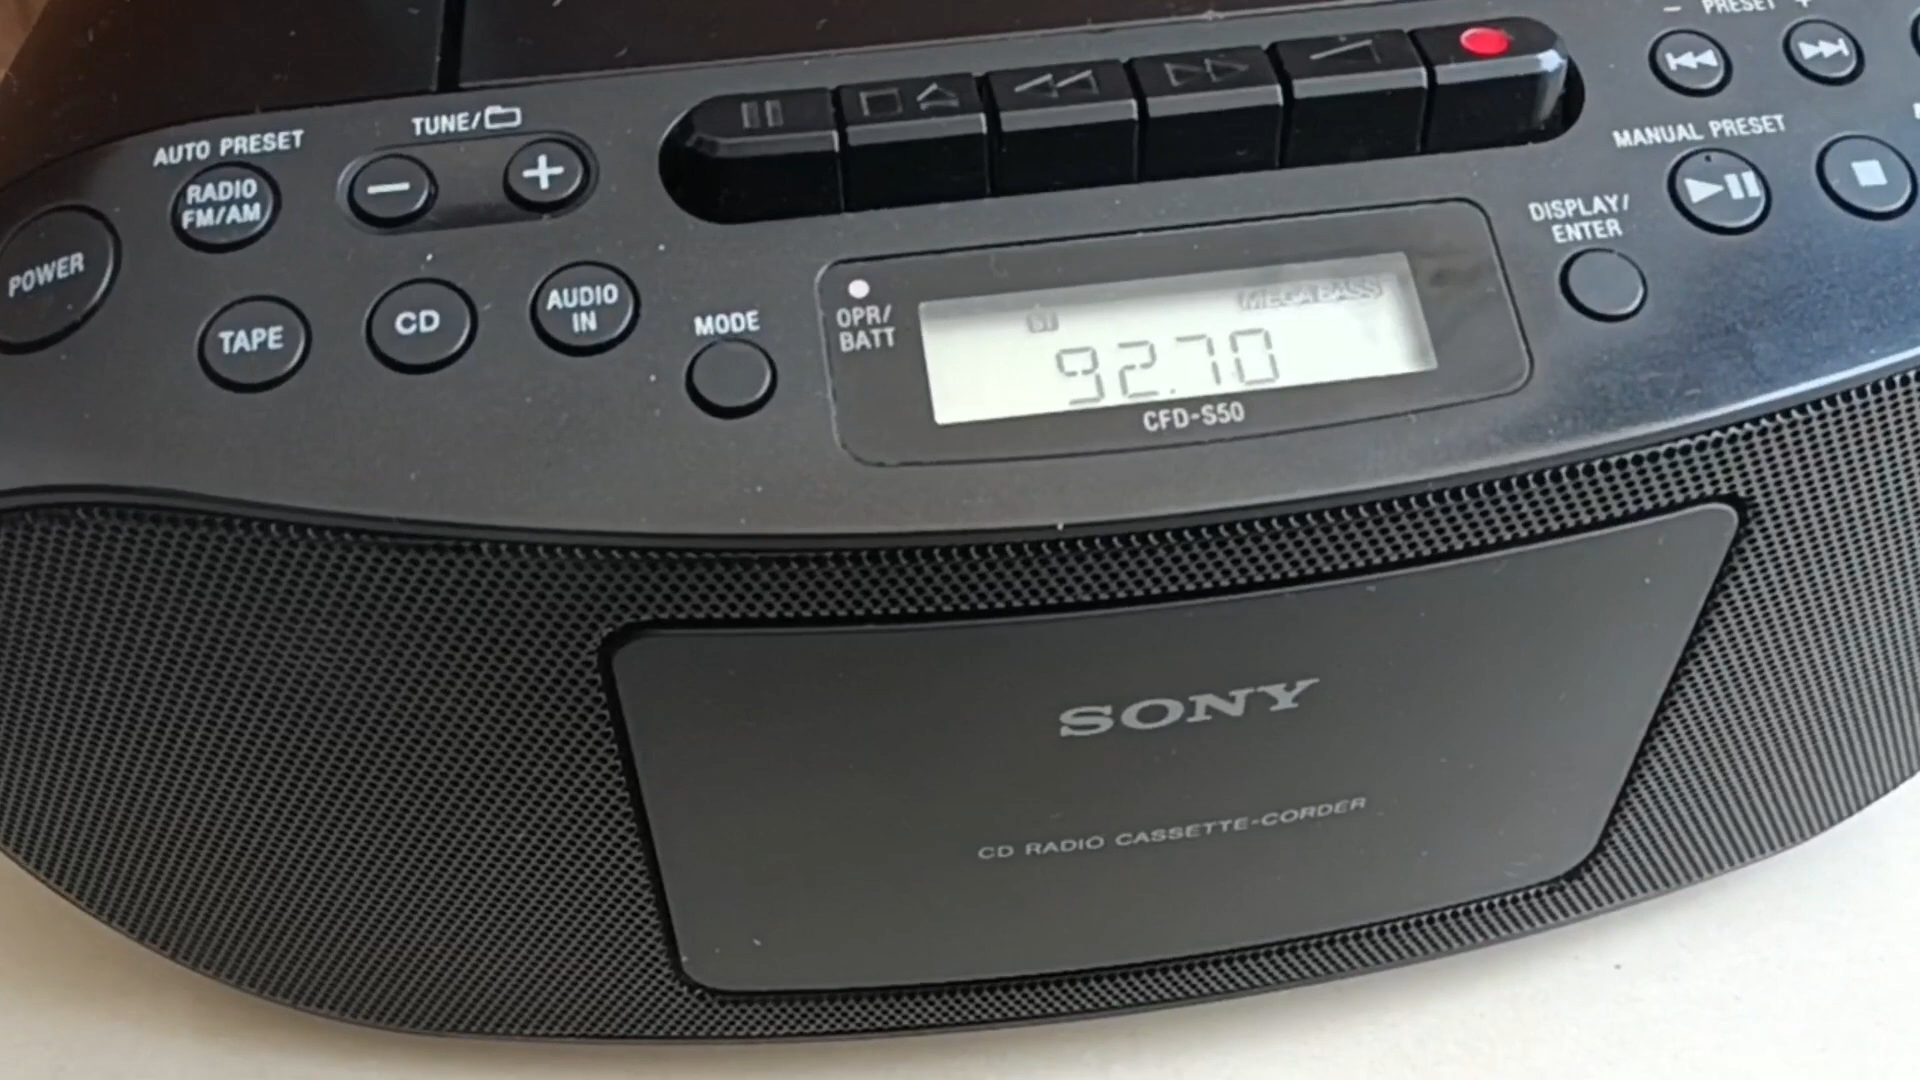 − PRESET +
TUNE/
AUTO PRESET
RADIO
FM/AM
MANUAL PRESET
POWER
TAPE
CD
AUDIO
IN
MODE
OPR/
BATT
MEGA BASS
92.70
CFD-S50
DISPLAY/
ENTER
SONY
CD RADIO CASSETTE-CORDER